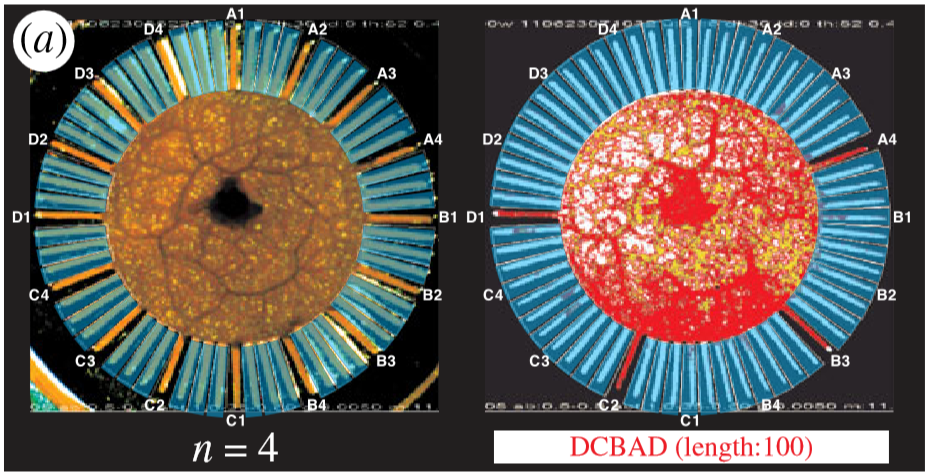 (a)
A1
A2
A3
A4
B1
B2
B3
B4
C1
C2
C3
C4
D1
D2
D3
D4
n = 4
A1
A2
A3
A4
B1
B2
B3
B4
C1
C2
C3
C4
D1
D2
D3
D4
DCBAD (length:100)